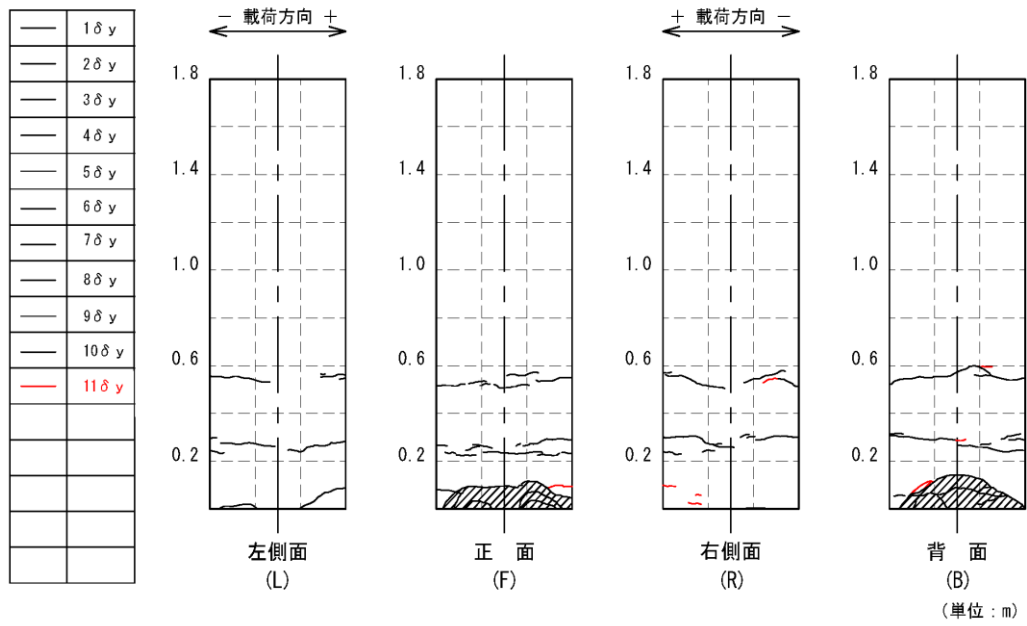 1δy
2δy
3δy
4δy
5δy
6δy
7δy
8δy
9δy
10δy
11δy
− 載荷方向 +
1.8
1.4
1.0
0.6
0.2
左側面
(L)
1.8
1.4
1.0
0.6
0.2
正 面
(F)
+ 載荷方向 −
1.8
1.4
1.0
0.6
0.2
右側面
(R)
1.8
1.4
1.0
0.6
0.2
背 面
(B)
(単位：m)